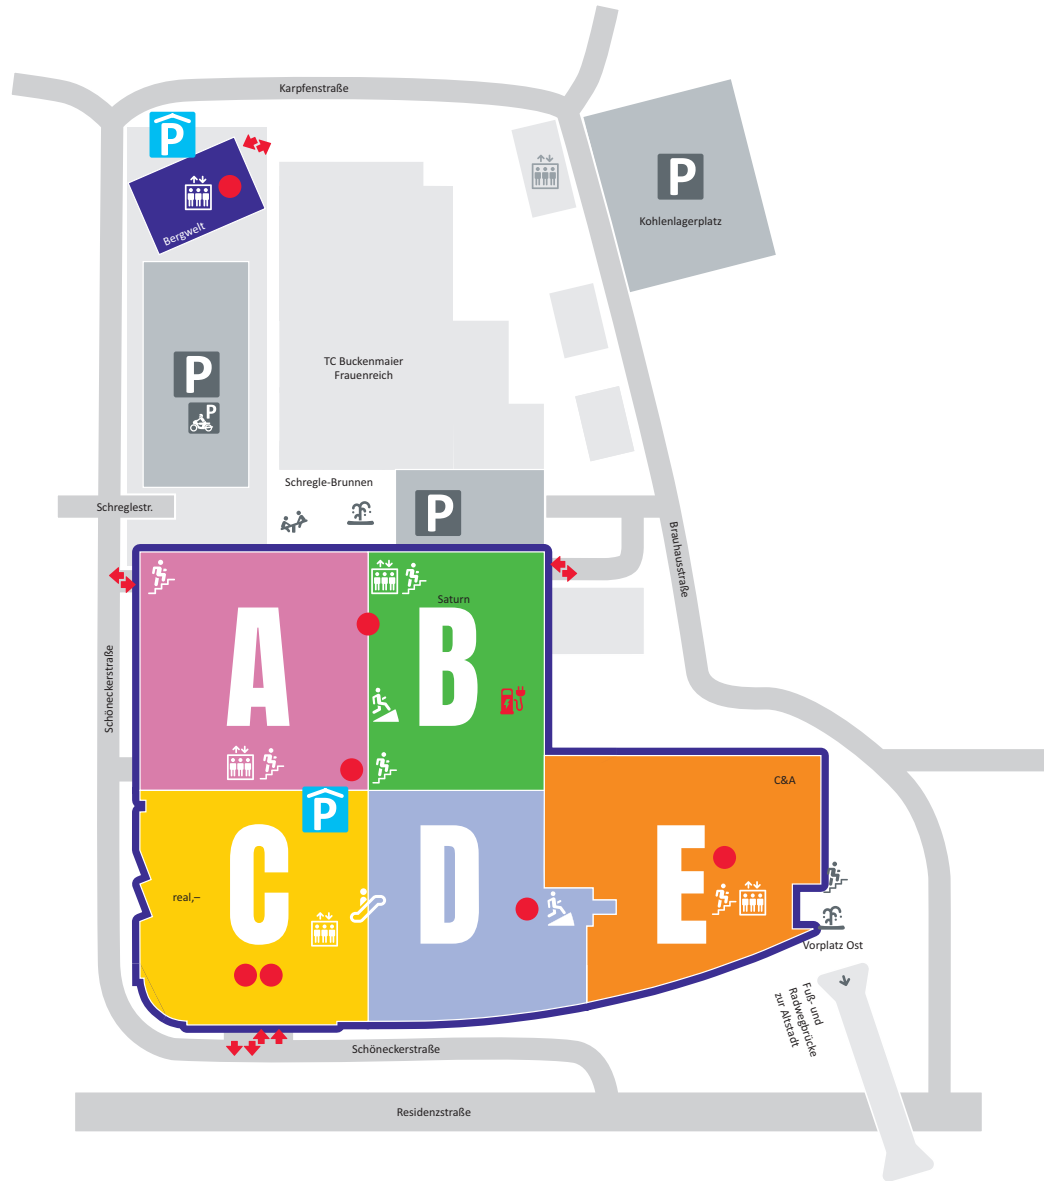 Karpfenstraße
P
P
Kohlenlagerplatz
Bergwelt
TC Buckenmaier
Frauenreich
P
P
Schregle-Brunnen
P
Schreglestr.
Brauhausstraße
Saturn
A
B
Schöneckerstraße
C&A
P
C
D
E
real,–
Vorplatz Ost
Fuß- und
Radwegbrücke
zur Altstadt
Schöneckerstraße
Residenzstraße